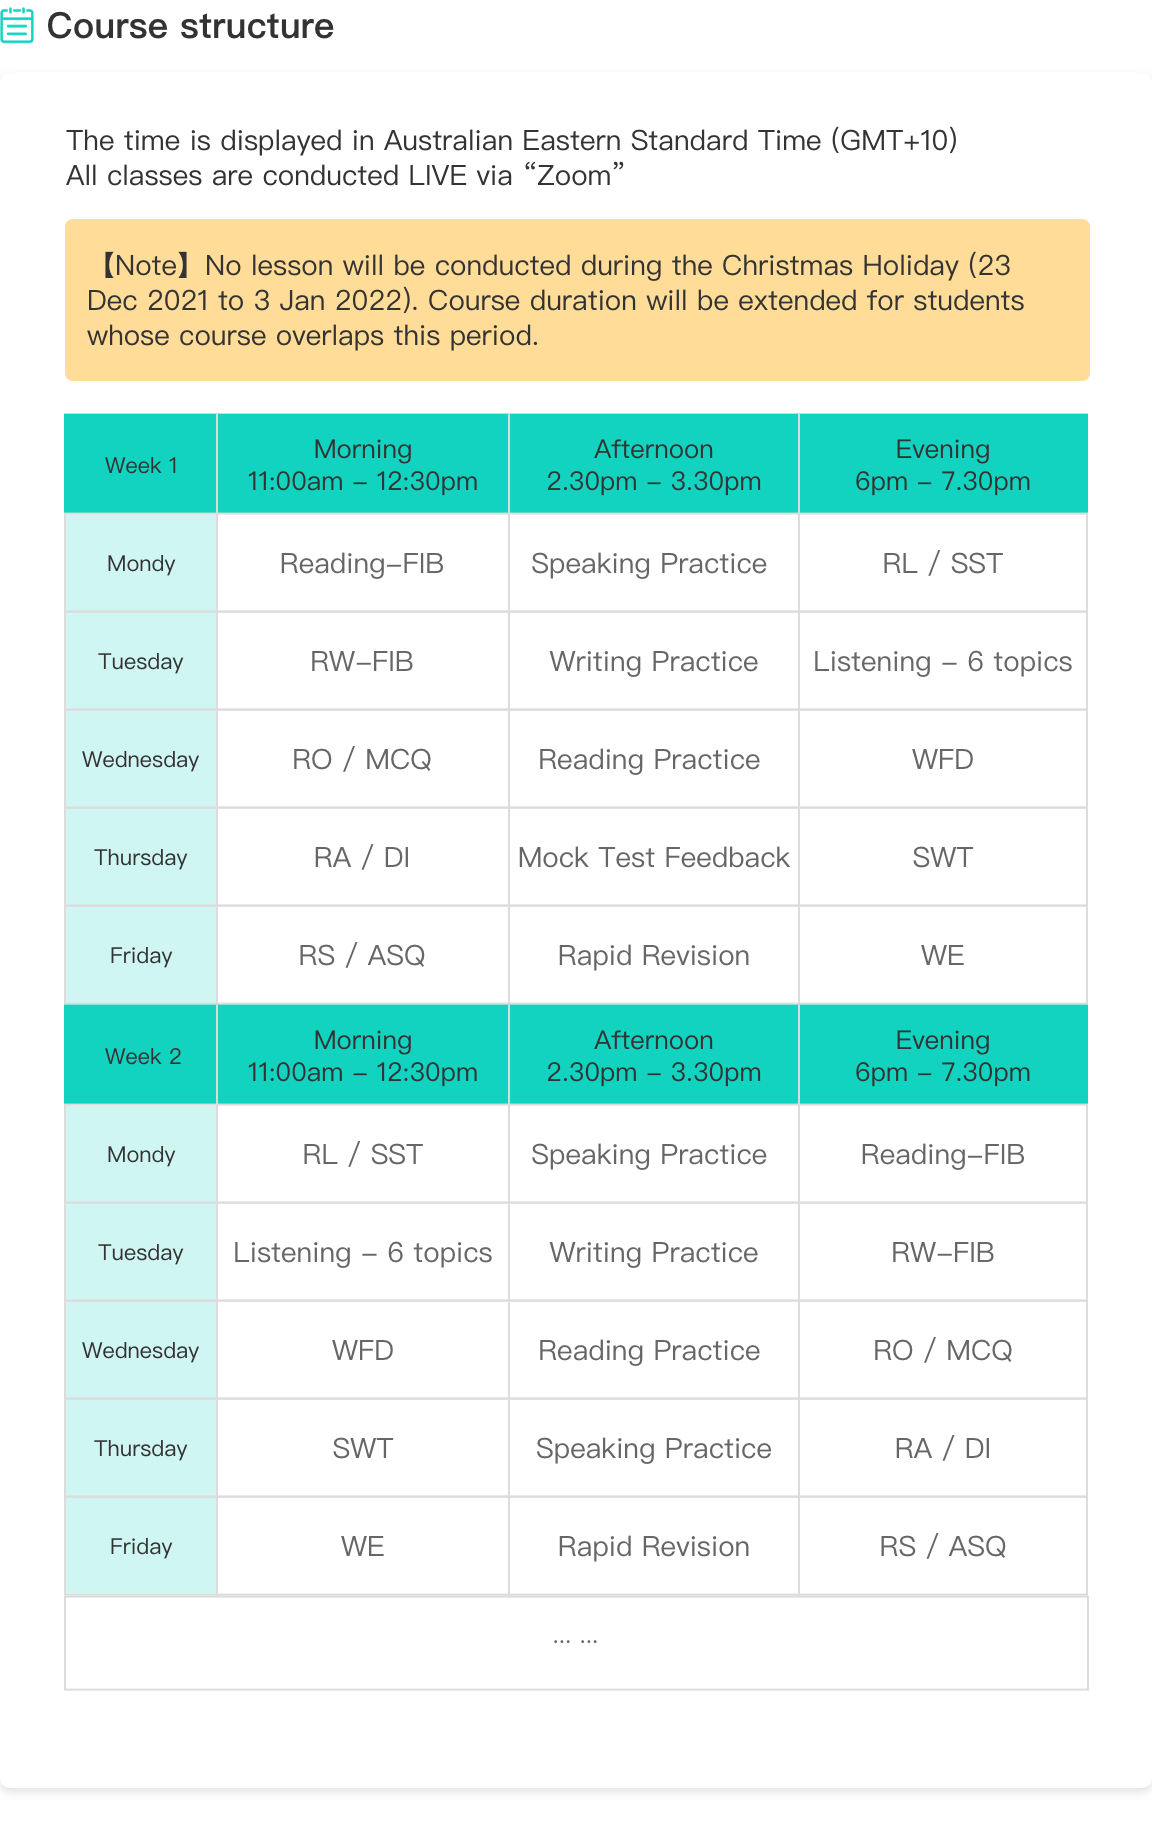 Course structure
The time is displayed in Australian Eastern Standard Time (GMT+10)
All classes are conducted LIVE via “Zoom”
【Note】No lesson will be conducted during the Christmas Holiday (23
Dec 2021 to 3 Jan 2022). Course duration will be extended for students
whose course overlaps this period.
Week 1 Morning 11:00am – 12:30pm Afternoon 2.30pm – 3.30pm Evening 6pm – 7.30pm
Mondy Reading–FIB Speaking Practice RL / SST
Tuesday RW–FIB Writing Practice Listening – 6 topics
Wednesday RO / MCQ Reading Practice WFD
Thursday RA / DI Mock Test Feedback SWT
Friday RS / ASQ Rapid Revision WE
Week 2 Morning 11:00am – 12:30pm Afternoon 2.30pm – 3.30pm Evening 6pm – 7.30pm
Mondy RL / SST Speaking Practice Reading–FIB
Tuesday Listening – 6 topics Writing Practice RW–FIB
Wednesday WFD Reading Practice RO / MCQ
Thursday SWT Speaking Practice RA / DI
Friday WE Rapid Revision RS / ASQ
... ...